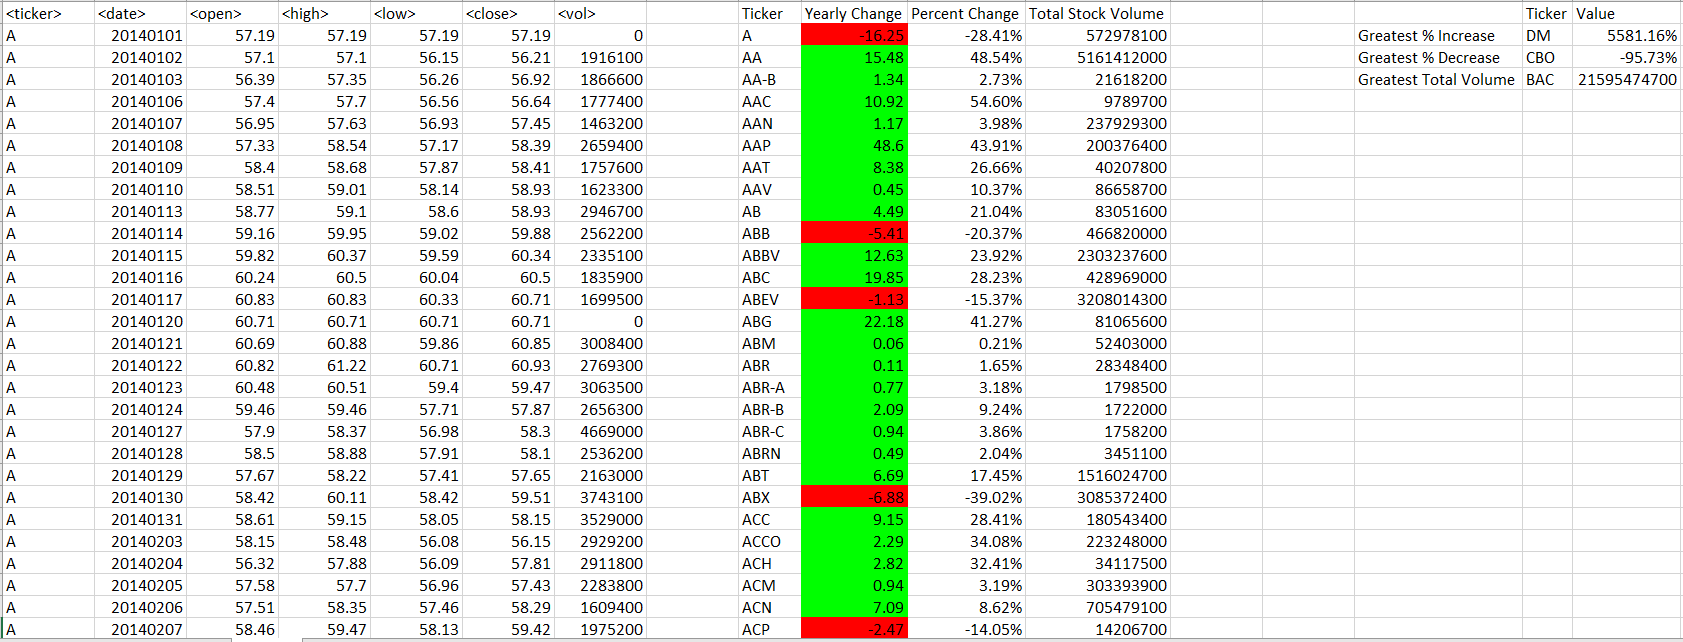 <ticker> <date> <open> <high> <low> <close> <vol> Ticker Yearly Change Percent Change Total Stock Volume Ticker Value
A 20140101 57.19 57.19 57.19 57.19 0 A -16.25 -28.41% 572978100 Greatest % Increase DM 5581.16%
A 20140102 57.1 57.1 56.15 56.21 1916100 AA 15.48 48.54% 5161412000 Greatest % Decrease CBO -95.73%
A 20140103 56.39 57.35 56.26 56.92 1866600 AA-B 1.34 2.73% 21618200 Greatest Total Volume BAC 21595474700
A 20140106 57.4 57.7 56.56 56.64 1777400 AAC 10.92 54.60% 9789700
A 20140107 56.95 57.63 56.93 57.45 1463200 AAN 1.17 3.98% 237929300
A 20140108 57.33 58.54 57.17 58.39 2659400 AAP 48.6 43.91% 200376400
A 20140109 58.4 58.68 57.87 58.41 1757600 AAT 8.38 26.66% 40207800
A 20140110 58.51 59.01 58.14 58.93 1623300 AAV 0.45 10.37% 86658700
A 20140113 58.77 59.1 58.6 58.93 2946700 AB 4.49 21.04% 83051600
A 20140114 59.16 59.95 59.02 59.88 2562200 ABB -5.41 -20.37% 466820000
A 20140115 59.82 60.37 59.59 60.34 2335100 ABBV 12.63 23.92% 2303237600
A 20140116 60.24 60.5 60.04 60.5 1835900 ABC 19.85 28.23% 428969000
A 20140117 60.83 60.83 60.33 60.71 1699500 ABEV -1.13 -15.37% 3208014300
A 20140120 60.71 60.71 60.71 60.71 0 ABG 22.18 41.27% 81065600
A 20140121 60.69 60.88 59.86 60.85 3008400 ABM 0.06 0.21% 52403000
A 20140122 60.82 61.22 60.71 60.93 2769300 ABR 0.11 1.65% 28348400
A 20140123 60.48 60.51 59.4 59.47 3063500 ABR-A 0.77 3.18% 1798500
A 20140124 59.46 59.46 57.71 57.87 2656300 ABR-B 2.09 9.24% 1722000
A 20140127 57.9 58.37 56.98 58.3 4669000 ABR-C 0.94 3.86% 1758200
A 20140128 58.5 58.88 57.91 58.1 2536200 ABRN 0.49 2.04% 3451100
A 20140129 57.67 58.22 57.41 57.65 2163000 ABT 6.69 17.45% 1516024700
A 20140130 58.42 60.11 58.42 59.51 3743100 ABX -6.88 -39.02% 3085372400
A 20140131 58.61 59.15 58.05 58.15 3529000 ACC 9.15 28.41% 180543400
A 20140203 58.15 58.48 56.08 56.15 2929200 ACCO 2.29 34.08% 223248000
A 20140204 56.32 57.88 56.09 57.81 2911800 ACH 2.82 32.41% 34117500
A 20140205 57.58 57.7 56.96 57.43 2283800 ACM 0.94 3.19% 303393900
A 20140206 57.51 58.35 57.46 58.29 1609400 ACN 7.09 8.62% 705479100
A 20140207 58.46 59.47 58.13 59.42 1975200 ACP -2.47 -14.05% 14206700